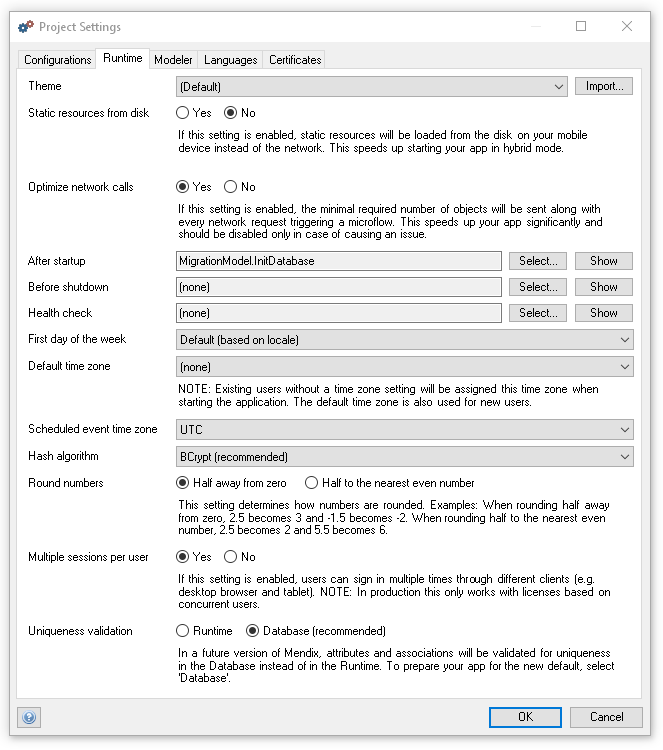 Project Settings
Configurations Runtime Modeler Languages Certificates
Theme (Default) Import...
Static resources from disk Yes No
If this setting is enabled, static resources will be loaded from the disk on your mobile
device instead of the network. This speeds up starting your app in hybrid mode.
Optimize network calls Yes No
If this setting is enabled, the minimal required number of objects will be sent along with
every network request triggering a microflow. This speeds up your app significantly and
should be disabled only in case of causing an issue.
After startup MigrationModel.InitDatabase Select... Show
Before shutdown (none) Select... Show
Health check (none) Select... Show
First day of the week Default (based on locale)
Default time zone (none)
NOTE: Existing users without a time zone setting will be assigned this time zone when
starting the application. The default time zone is also used for new users.
Scheduled event time zone UTC
Hash algorithm BCrypt (recommended)
Round numbers Half away from zero Half to the nearest even number
This setting determines how numbers are rounded. Examples: When rounding half away
from zero, 2.5 becomes 3 and -1.5 becomes -2. When rounding half to the nearest even
number, 2.5 becomes 2 and 5.5 becomes 6.
Multiple sessions per user Yes No
If this setting is enabled, users can sign in multiple times through different clients (e.g.
desktop browser and tablet). NOTE: In production this only works with licenses based on
concurrent users.
Uniqueness validation Runtime Database (recommended)
In a future version of Mendix, attributes and associations will be validated for uniqueness
in the Database instead of in the Runtime. To prepare your app for the new default, select
'Database'.
? OK Cancel